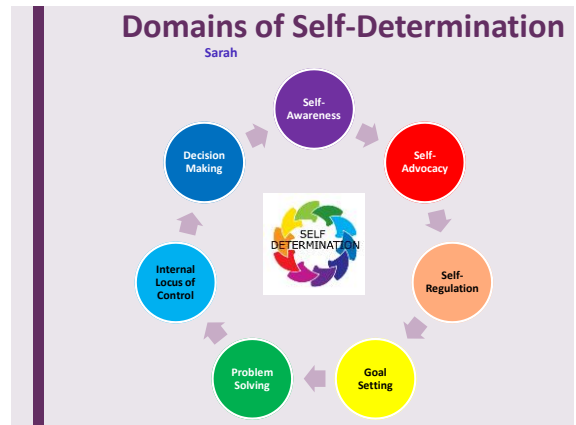 Domains of Self-Determination
Sarah
Self-
Awareness
Self-
Advocacy
Self-
Regulation
Goal
Setting
Problem
Solving
Internal
Locus of
Control
Decision
Making
SELF
DETERMINATION